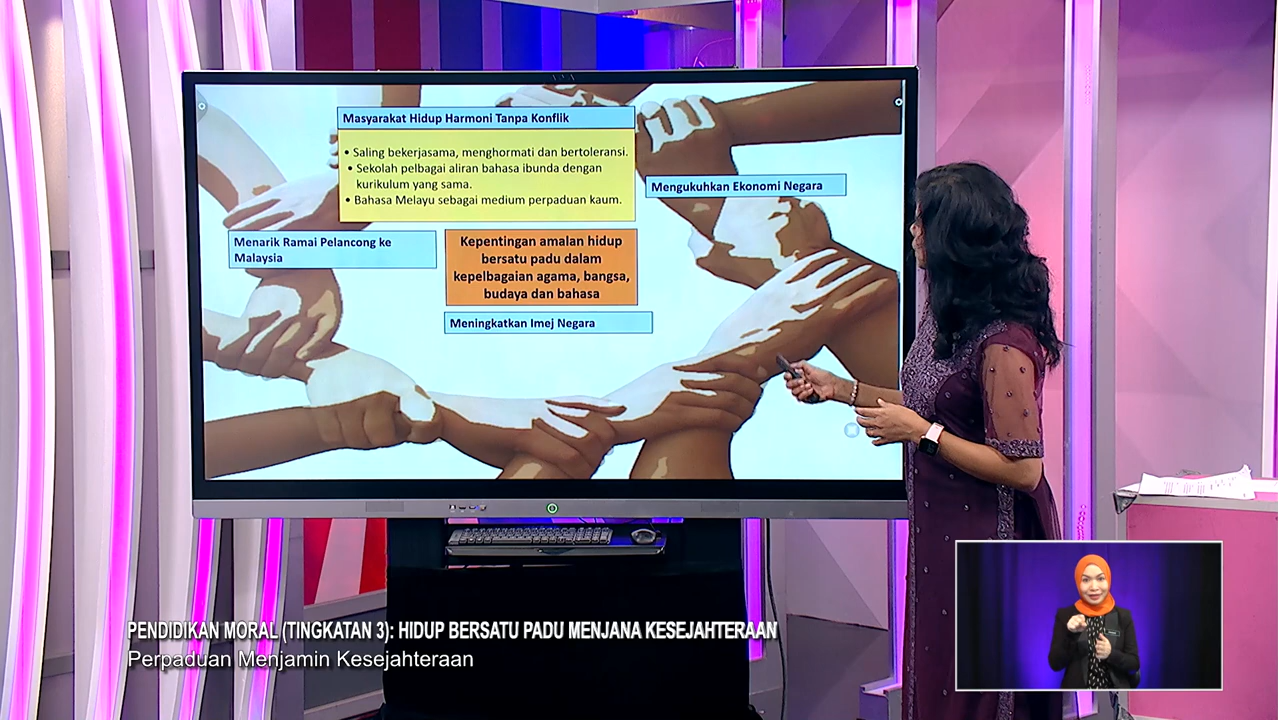 Masyarakat Hidup Harmoni Tanpa Konflik
• Saling bekerjasama, menghormati dan bertoleransi.
• Sekolah pelbagai aliran bahasa ibunda dengan
kurikulum yang sama.
• Bahasa Melayu sebagai medium perpaduan kaum.
Mengukuhkan Ekonomi Negara
Menarik Ramai Pelancong ke
Malaysia
Kepentingan amalan hidup
bersatu padu dalam
kepelbagaian agama, bangsa,
budaya dan bahasa
Meningkatkan Imej Negara
PENDIDIKAN MORAL (TINGKATAN 3): HIDUP BERSATU PADU MENJANA KESEJAHTERAAN
Perpaduan Menjamin Kesejahteraan